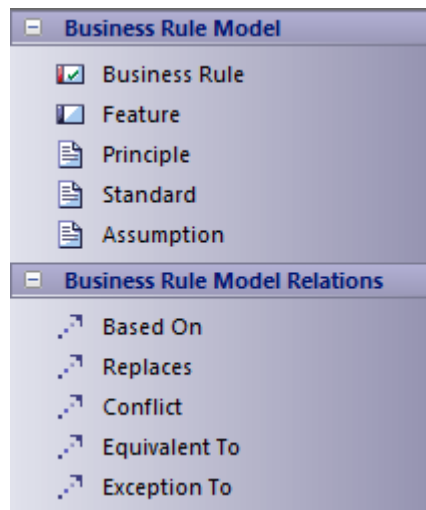 Business Rule Model
Business Rule
Feature
Principle
Standard
Assumption
Business Rule Model Relations
Based On
Replaces
Conflict
Equivalent To
Exception To